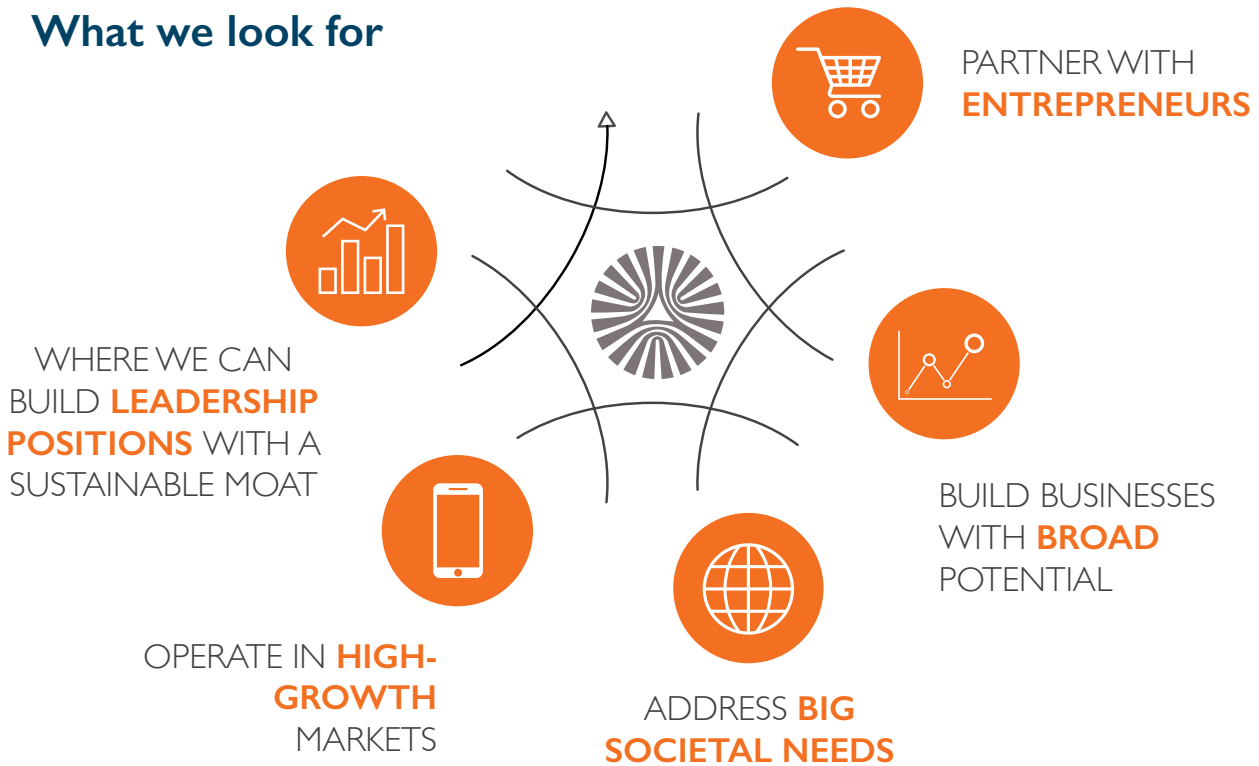 What we look for
PARTNER WITH
ENTREPRENEURS
BUILD BUSINESSES
WITH BROAD
POTENTIAL
ADDRESS BIG
SOCIETAL NEEDS
OPERATE IN HIGH-
GROWTH
MARKETS
WHERE WE CAN
BUILD LEADERSHIP
POSITIONS WITH A
SUSTAINABLE MOAT